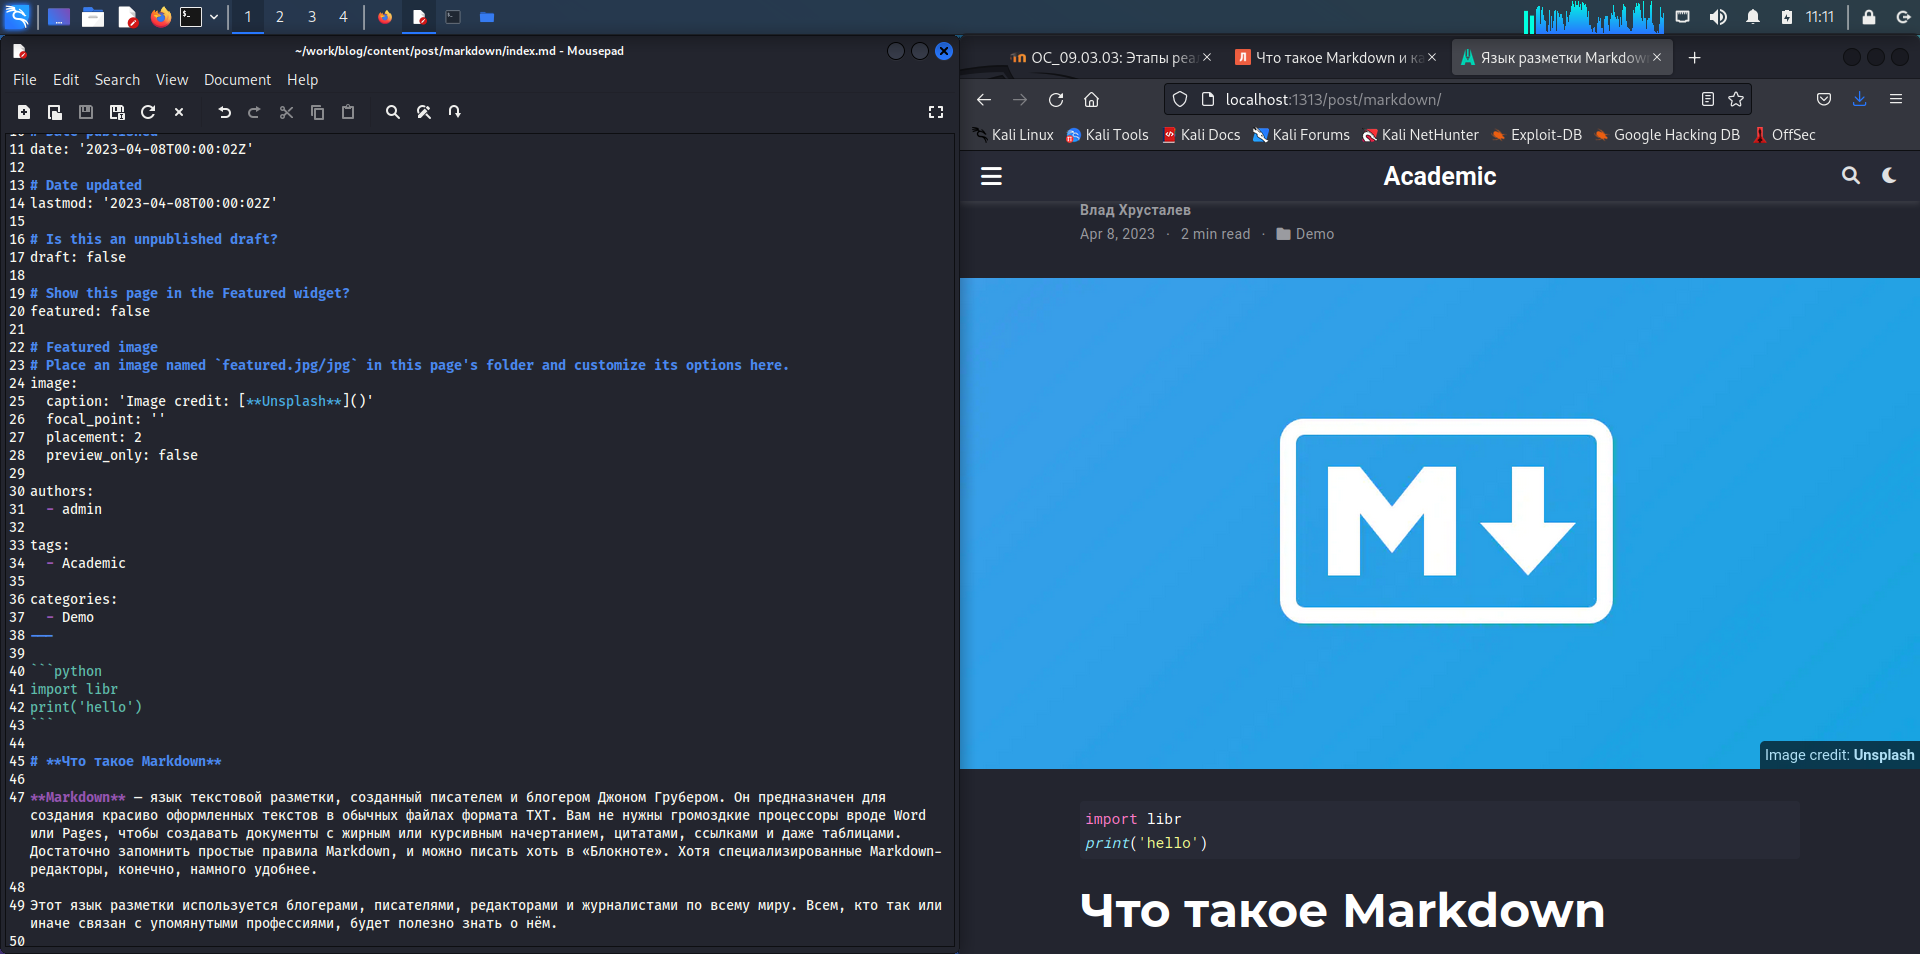 1 2 3 4
11:11
~/work/blog/content/post/markdown/index.md - Mousepad
File Edit Search View Document Help
11 date: '2023-04-08T00:00:02Z'
12
13 # Date updated
14 lastmod: '2023-04-08T00:00:02Z'
15
16 # Is this an unpublished draft?
17 draft: false
18
19 # Show this page in the Featured widget?
20 featured: false
21
22 # Featured image
23 # Place an image named `featured.jpg/jpg` in this page's folder and customize its options here.
24 image:
25   caption: 'Image credit: [**Unsplash**]()'
26   focal_point: ''
27   placement: 2
28   preview_only: false
29
30 authors:
31   - admin
32
33 tags:
34   - Academic
35
36 categories:
37   - Demo
38 ---
39
40 ```python
41 import libr
42 print('hello')
43 ```
44
45 # **Что такое Markdown**
46
47 **Markdown** — язык текстовой разметки, созданный писателем и блогером Джоном Грубером. Он предназначен для
создания красиво оформленных текстов в обычных файлах формата TXT. Вам не нужны громоздкие процессоры вроде Word
или Pages, чтобы создавать документы с жирным или курсивным начертанием, цитатами, ссылками и даже таблицами.
Достаточно запомнить простые правила Markdown, и можно писать хоть в «Блокноте». Хотя специализированные Markdown-
редакторы, конечно, намного удобнее.
48
49 Этот язык разметки используется блогерами, писателями, редакторами и журналистами по всему миру. Всем, кто так или
иначе связан с упомянутыми профессиями, будет полезно знать о нём.
50
ОС_09.03.03: Этапы реа
Что такое Markdown и ка
Язык разметки Markdow
localhost:1313/post/markdown/
Kali Linux Kali Tools Kali Docs Kali Forums Kali NetHunter Exploit-DB Google Hacking DB OffSec
Academic
Влад Хрусталев
Apr 8, 2023 · 2 min read · Demo
M
Image credit: Unsplash
import libr
print('hello')
Что такое Markdown